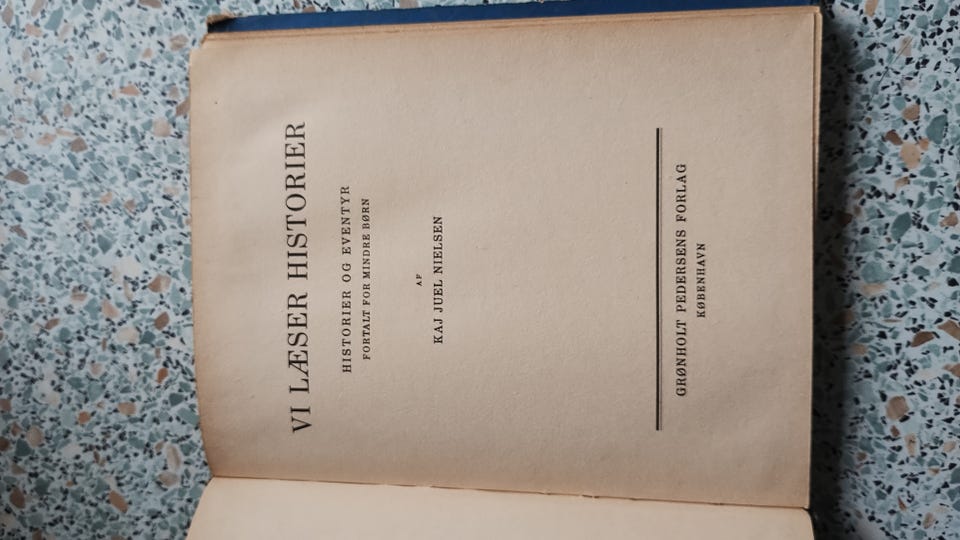 VI LÆSER HISTORIER
HISTORIER OG EVENTYR
FORTALT FOR MINDRE BØRN
AF
KAJ JUEL NIELSEN
GRØNHOLT PEDERSENS FORLAG
KØBENHAVN